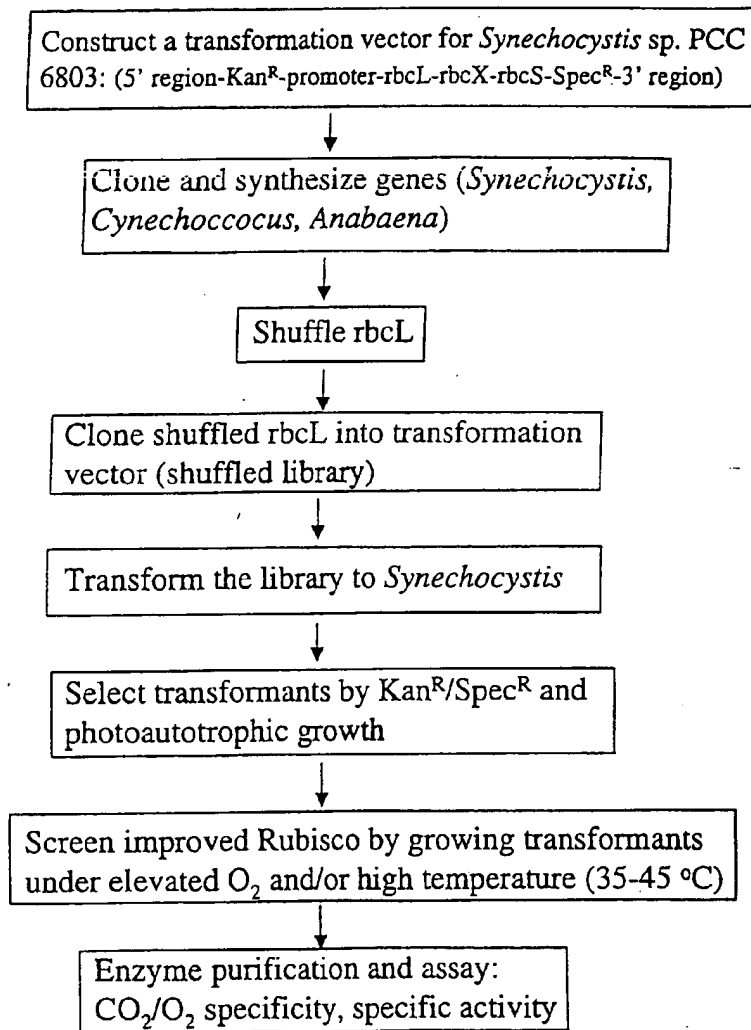 Construct a transformation vector for Synechocystis sp. PCC
6803: (5' region-Kanᴿ-promoter-rbcL-rbcX-rbcS-Specᴿ-3' region)
Clone and synthesize genes (Synechocystis,
Cynechoccocus, Anabaena)
Shuffle rbcL
Clone shuffled rbcL into transformation
vector (shuffled library)
Transform the library to Synechocystis
Select transformants by Kanᴿ/Specᴿ and
photoautotrophic growth
Screen improved Rubisco by growing transformants
under elevated O₂ and/or high temperature (35-45 ºC)
Enzyme purification and assay:
CO₂/O₂ specificity, specific activity